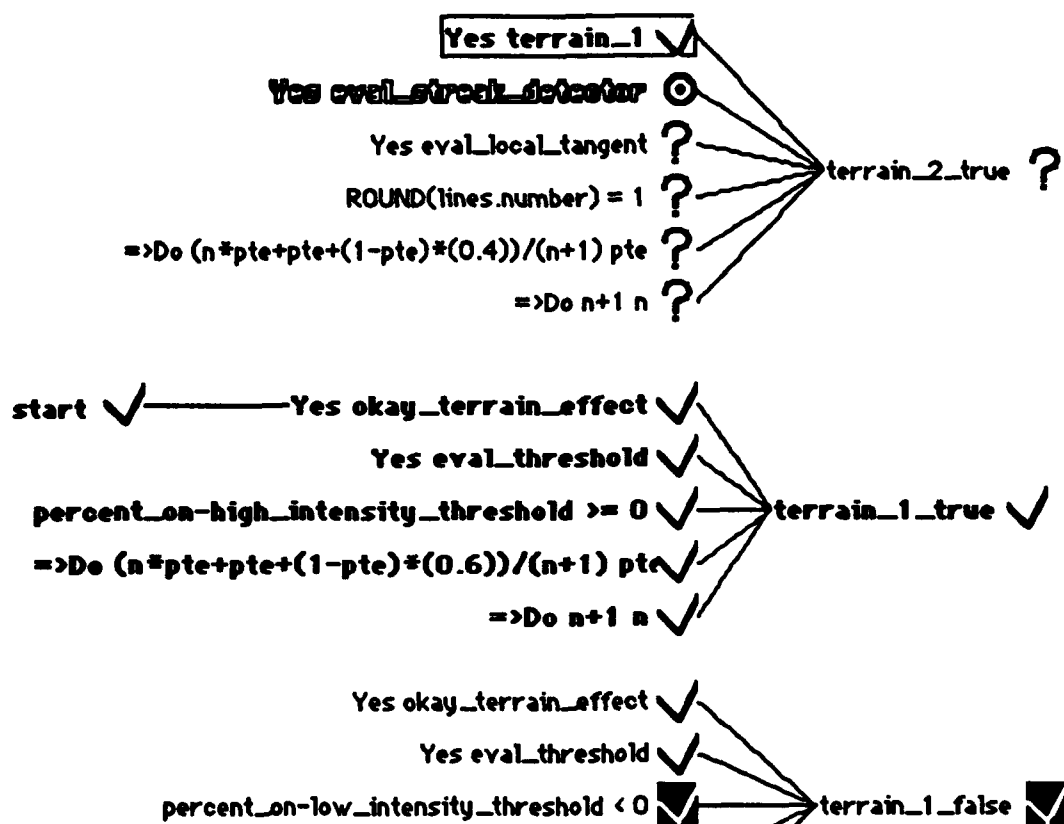 Yes terrain_1
Yes eval_streak_detector
Yes eval_local_tangent
ROUND(lines.number) = 1
=>Do (n*pte+pte+(1-pte)*(0.4))/(n+1) pte
=>Do n+1 n
terrain_2_true ?
start
Yes okay_terrain_effect
Yes eval_threshold
percent_on-high_intensity_threshold >= 0
=>Do (n*pte+pte+(1-pte)*(0.6))/(n+1) pte
=>Do n+1 n
terrain_1_true
Yes okay_terrain_effect
Yes eval_threshold
percent_on-low_intensity_threshold < 0
terrain_1_false